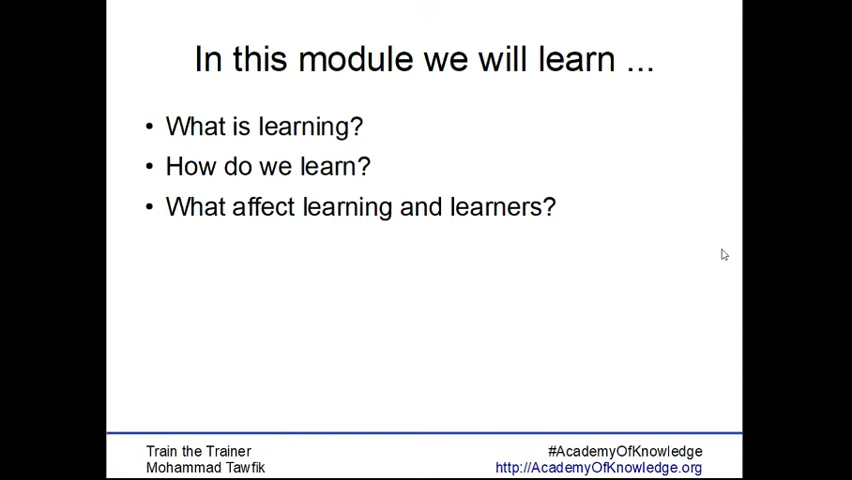 In this module we will learn ...
• What is learning?
• How do we learn?
• What affect learning and learners?
Train the Trainer
Mohammad Tawfik
#AcademyOfKnowledge
http://AcademyOfKnowledge.org